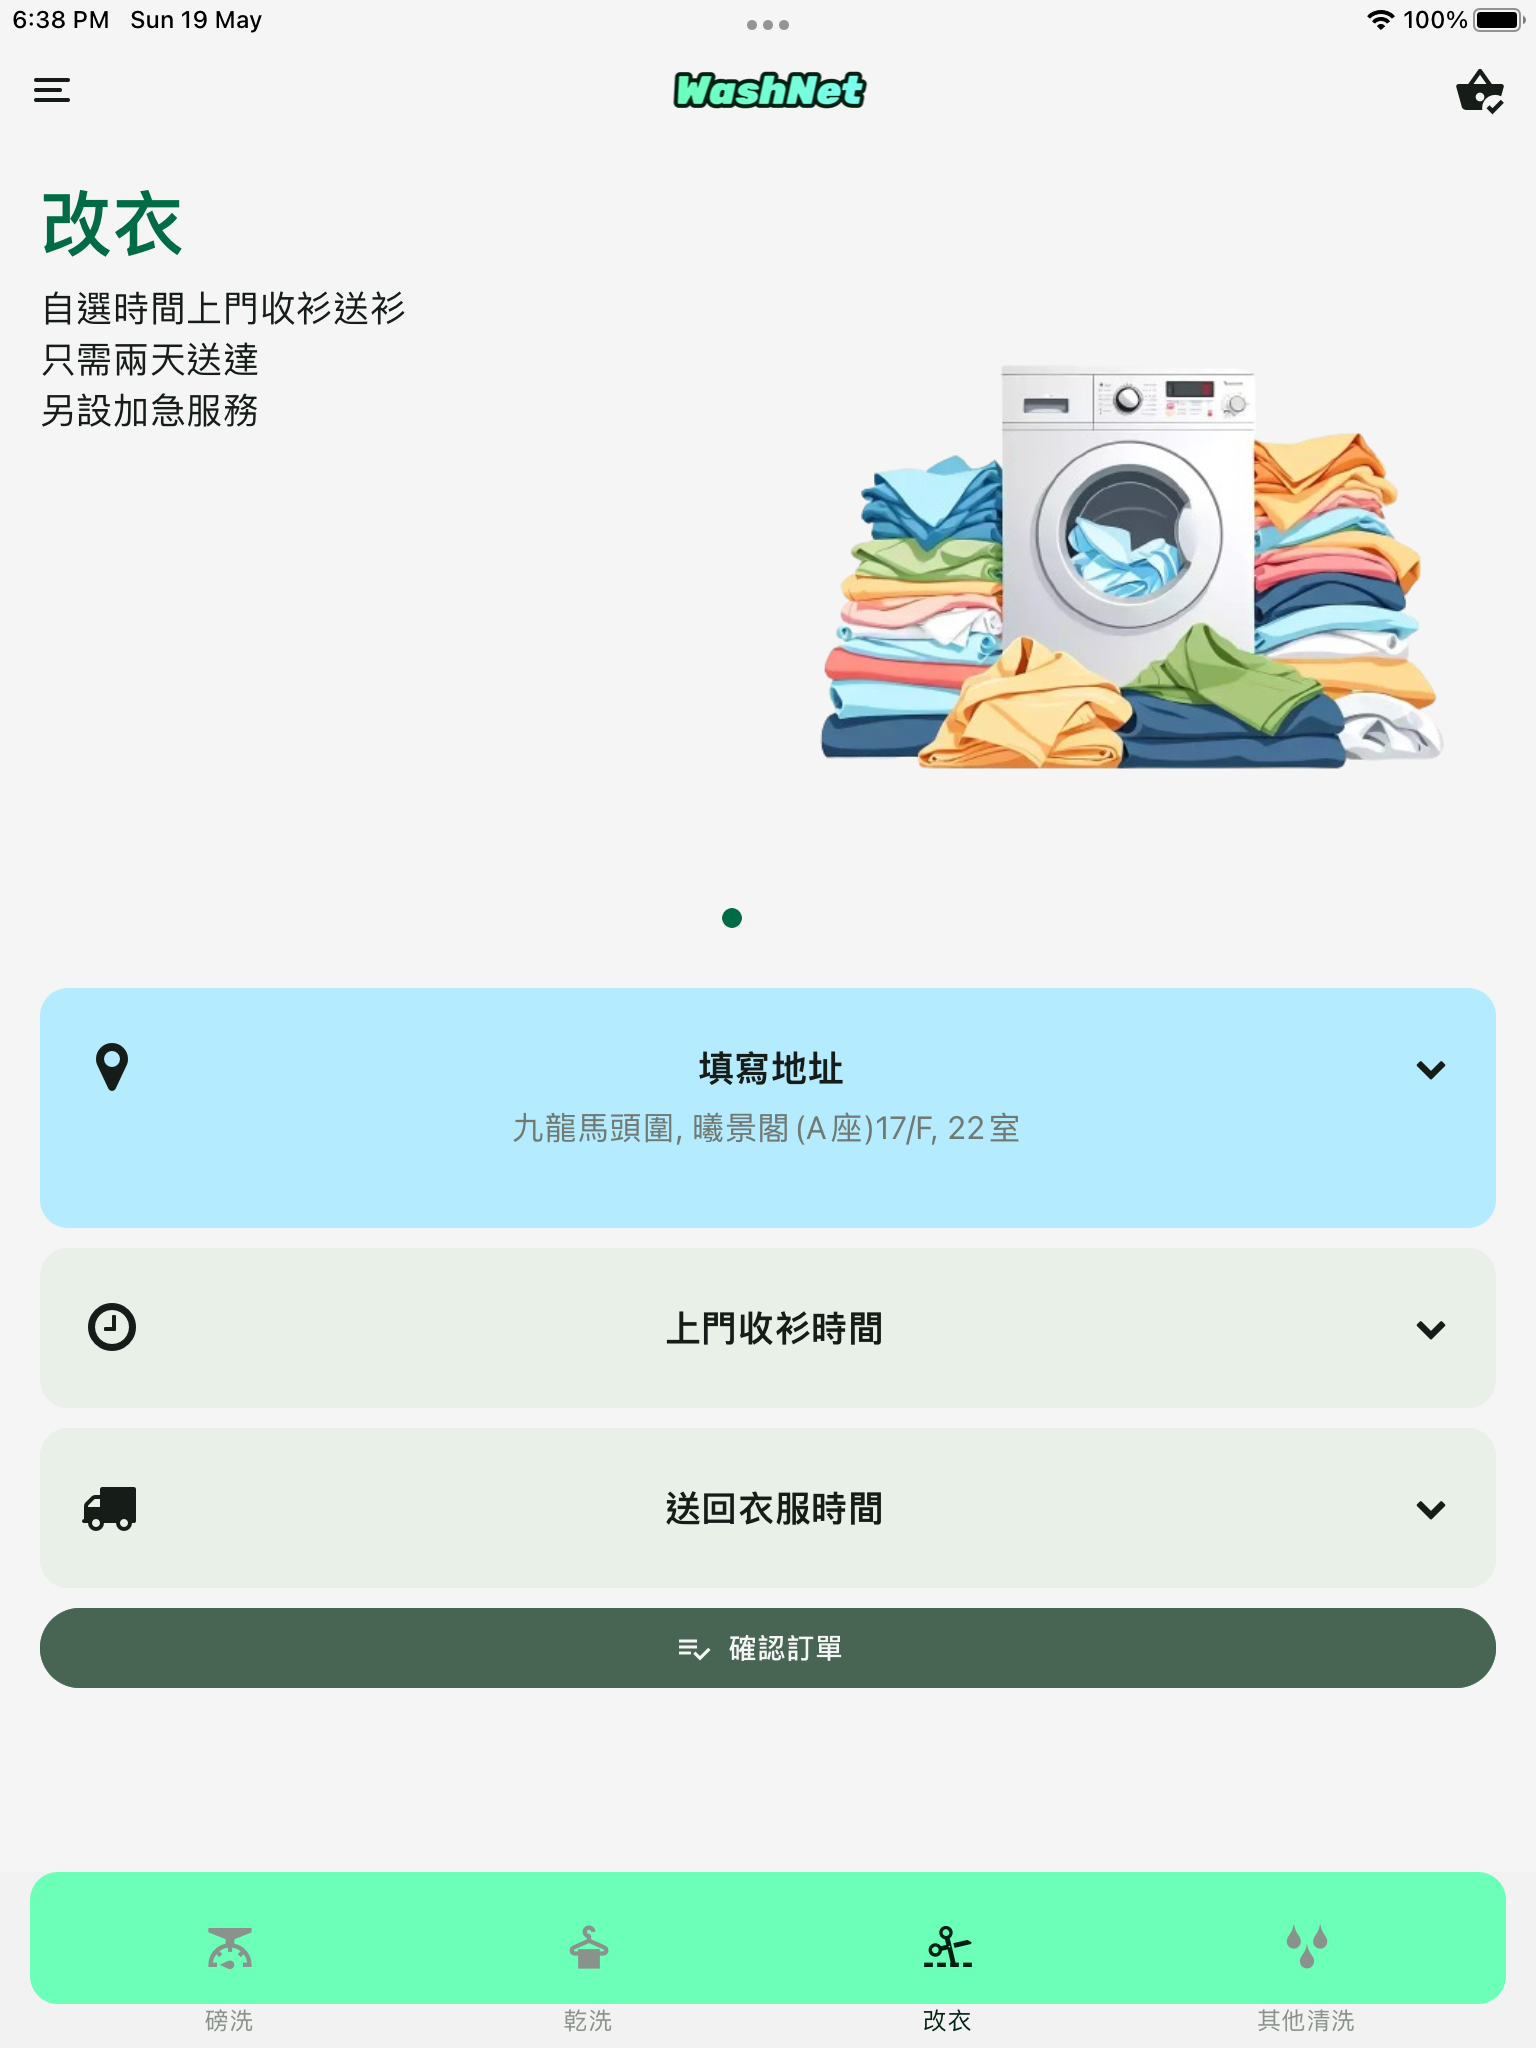 6:38 PM Sun 19 May
100%
WashNet
改衣
自選時間上門收衫送衫
只需兩天送達
另設加急服務
填寫地址
九龍馬頭圍, 曦景閣(A座)17/F, 22室
上門收衫時間
送回衣服時間
確認訂單
磅洗
乾洗
改衣
其他清洗